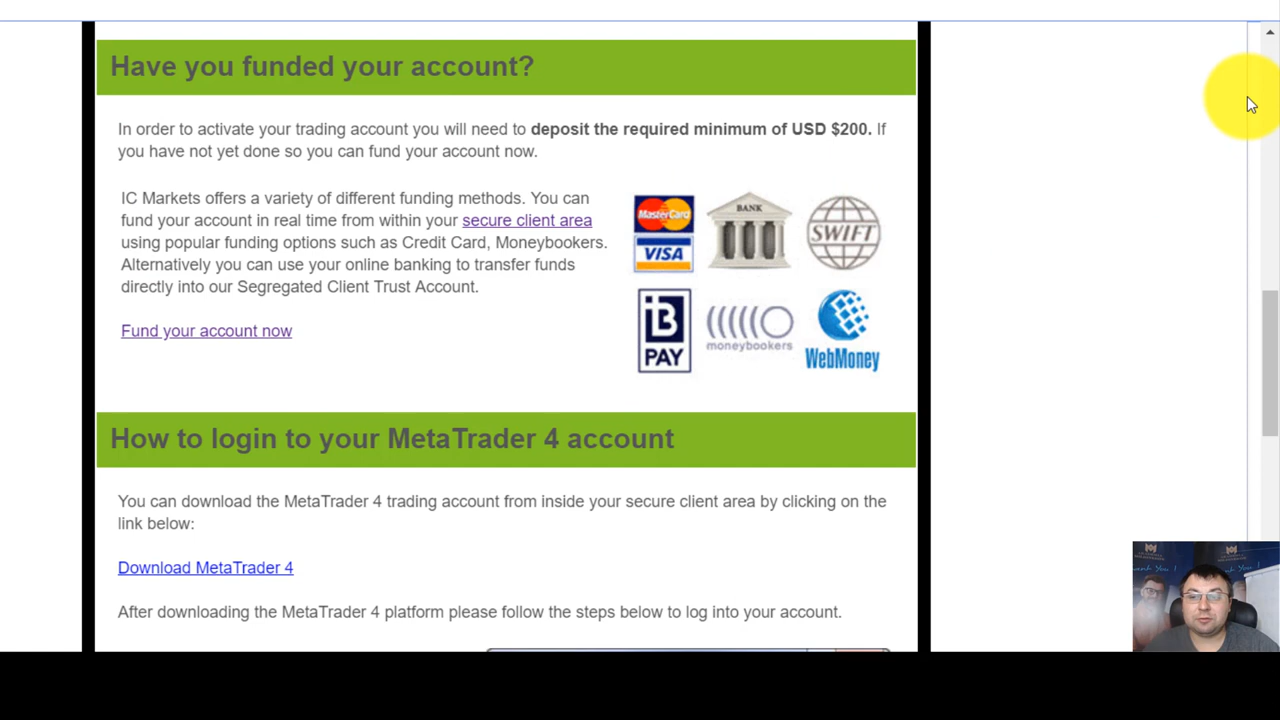 Have you funded your account?
In order to activate your trading account you will need to deposit the required minimum of USD $200. If
you have not yet done so you can fund your account now.
IC Markets offers a variety of different funding methods. You can
fund your account in real time from within your secure client area
using popular funding options such as Credit Card, Moneybookers.
Alternatively you can use your online banking to transfer funds
directly into our Segregated Client Trust Account.
Fund your account now
MasterCard
VISA
BANK
SWIFT
B
PAY
moneybookers
WebMoney
How to login to your MetaTrader 4 account
You can download the MetaTrader 4 trading account from inside your secure client area by clicking on the
link below:
Download MetaTrader 4
After downloading the MetaTrader 4 platform please follow the steps below to log into your account.